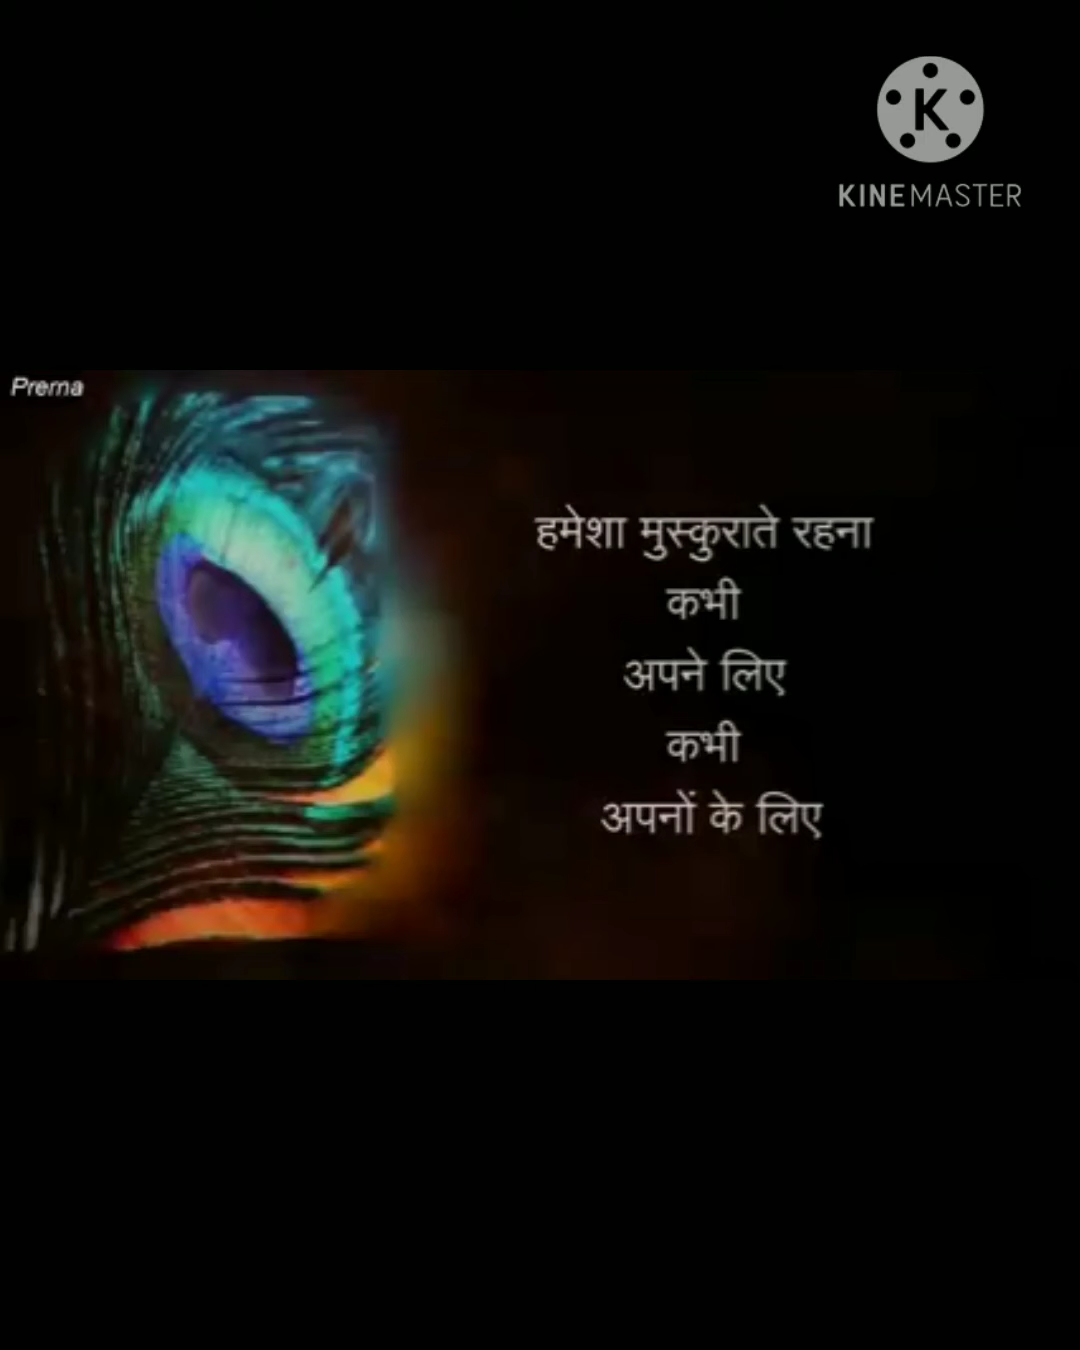 KINEMASTER
Prerna
हमेशा मुस्कुराते रहना
कभी
अपने लिए
कभी
अपनों के लिए